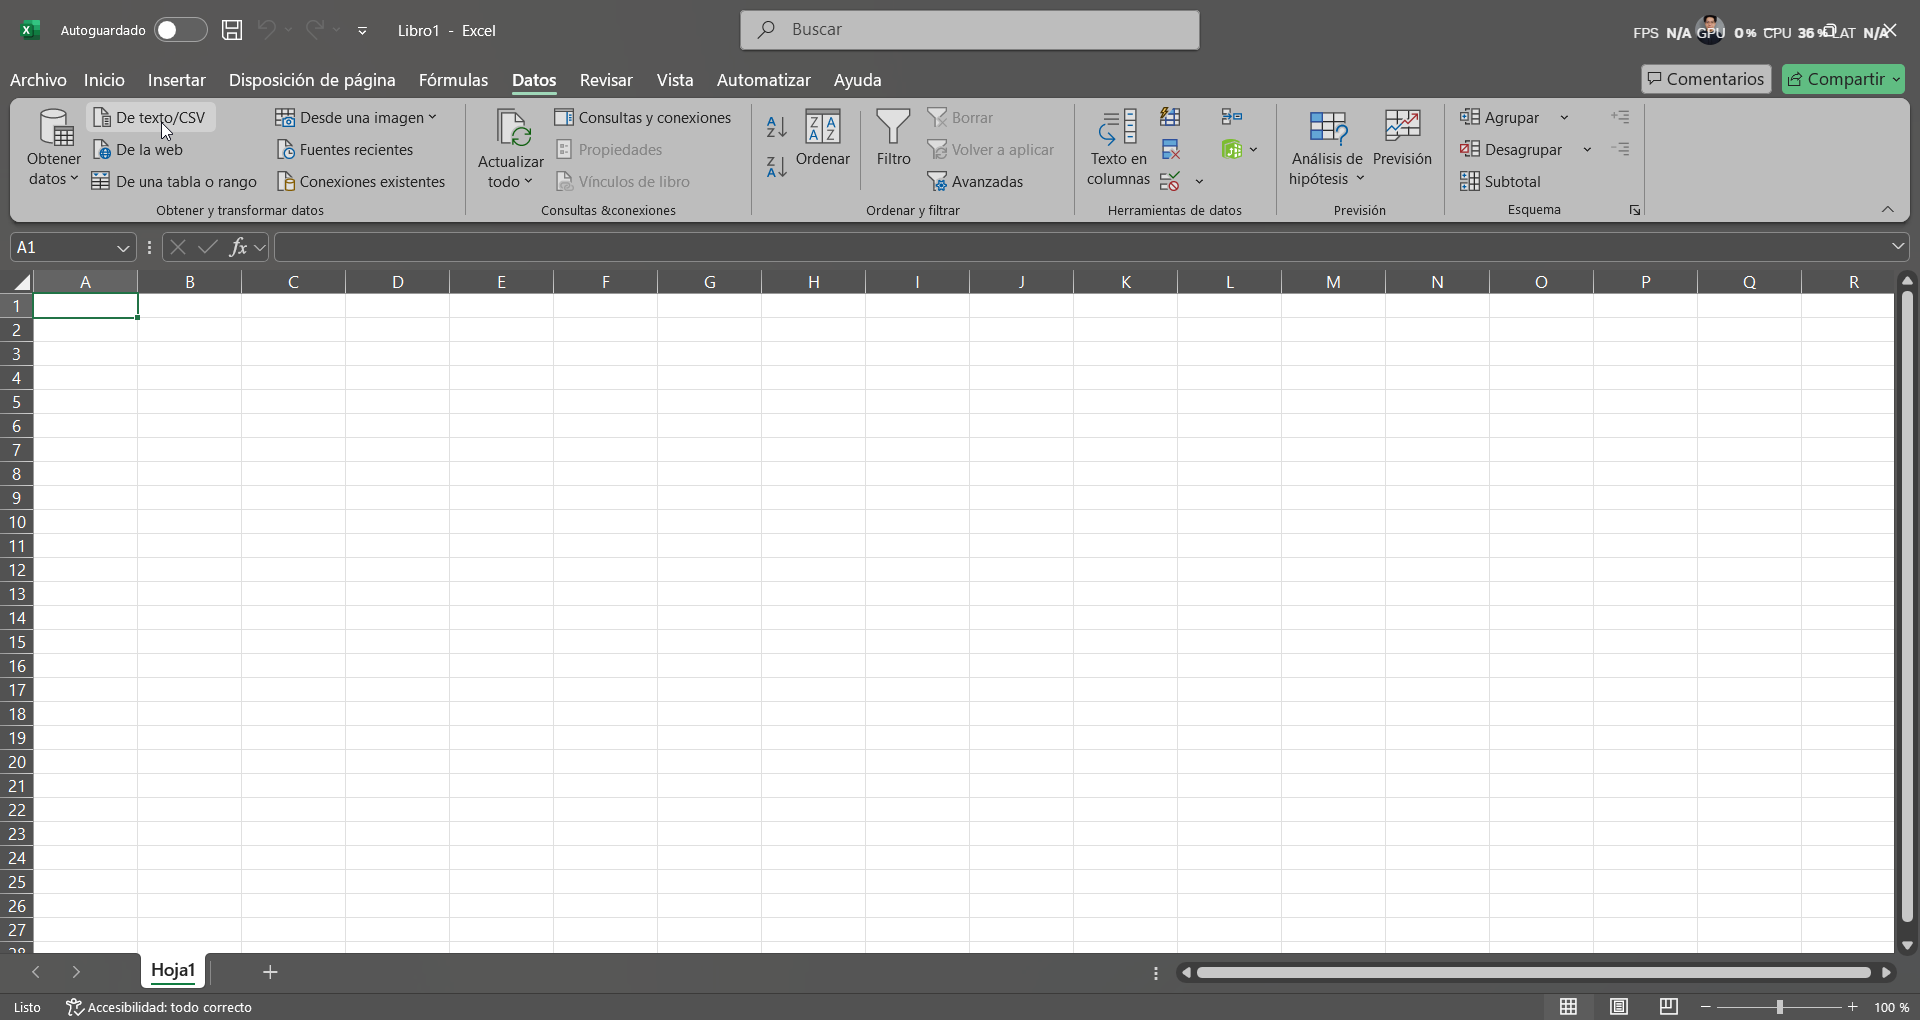 Autoguardado
Libro1 - Excel
Buscar
FPS N/A GPU 0% CPU 36% LAT N/A
Archivo Inicio Insertar Disposición de página Fórmulas Datos Revisar Vista Automatizar Ayuda
Comentarios Compartir
Obtener datos
De texto/CSV
De la web
De una tabla o rango
Desde una imagen
Fuentes recientes
Conexiones existentes
Obtener y transformar datos
Actualizar todo
Consultas y conexiones
Propiedades
Vínculos de libro
Consultas &conexiones
Ordenar
Filtro
Borrar
Volver a aplicar
Avanzadas
Ordenar y filtrar
Texto en columnas
Herramientas de datos
Análisis de hipótesis
Previsión
Previsión
Agrupar
Desagrupar
Subtotal
Esquema
A1
fx
A B C D E F G H I J K L M N O P Q R
1
2
3
4
5
6
7
8
9
10
11
12
13
14
15
16
17
18
19
20
21
22
23
24
25
26
27
28
Hoja1
Listo
Accesibilidad: todo correcto
100 %